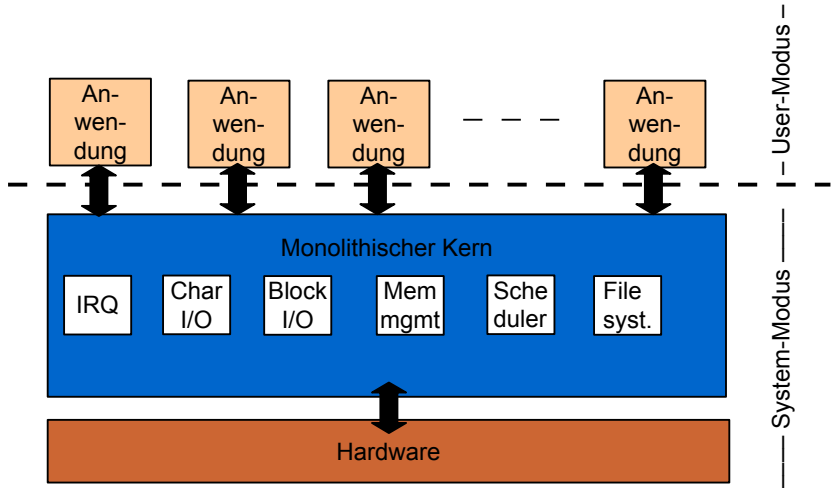 An-
wen-
dung
An-
wen-
dung
An-
wen-
dung
An-
wen-
dung
User-Modus
Monolithischer Kern
IRQ
Char
I/O
Block
I/O
Mem
mgmt
Sche
duler
File
syst.
System-Modus
Hardware